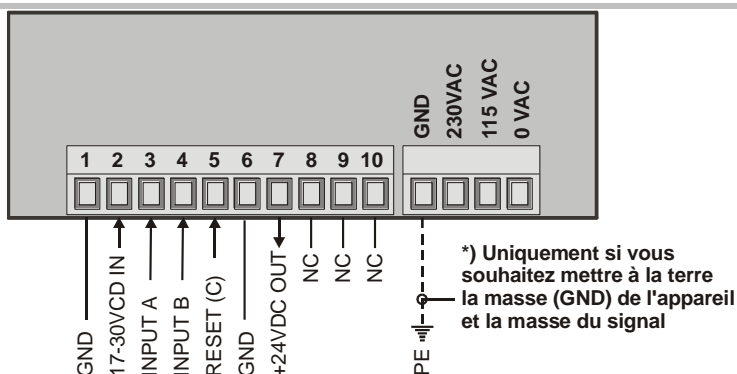 GND
230VAC
115 VAC
0 VAC
1 2 3 4 5 6 7 8 9 10
GND
17-30VCD IN
INPUT A
INPUT B
RESET (C)
GND
+24VDC OUT
NC
NC
NC
PE
*) Uniquement si vous
souhaitez mettre à la terre
la masse (GND) de l'appareil
et la masse du signal